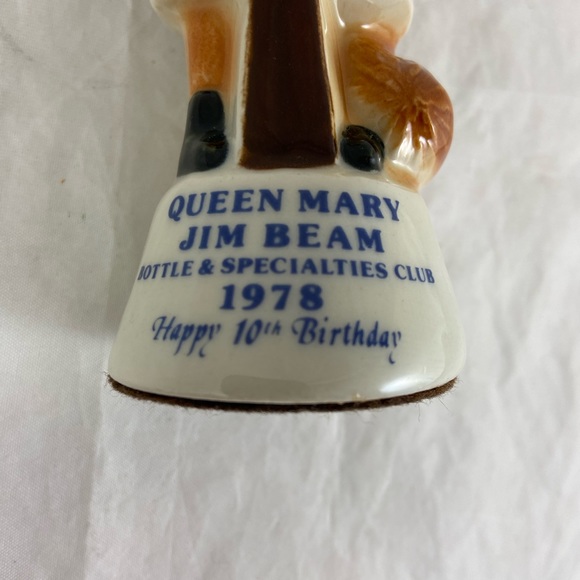 QUEEN MARY
JIM BEAM
BOTTLE & SPECIALTIES CLUB
1978
Happy 10th Birthday